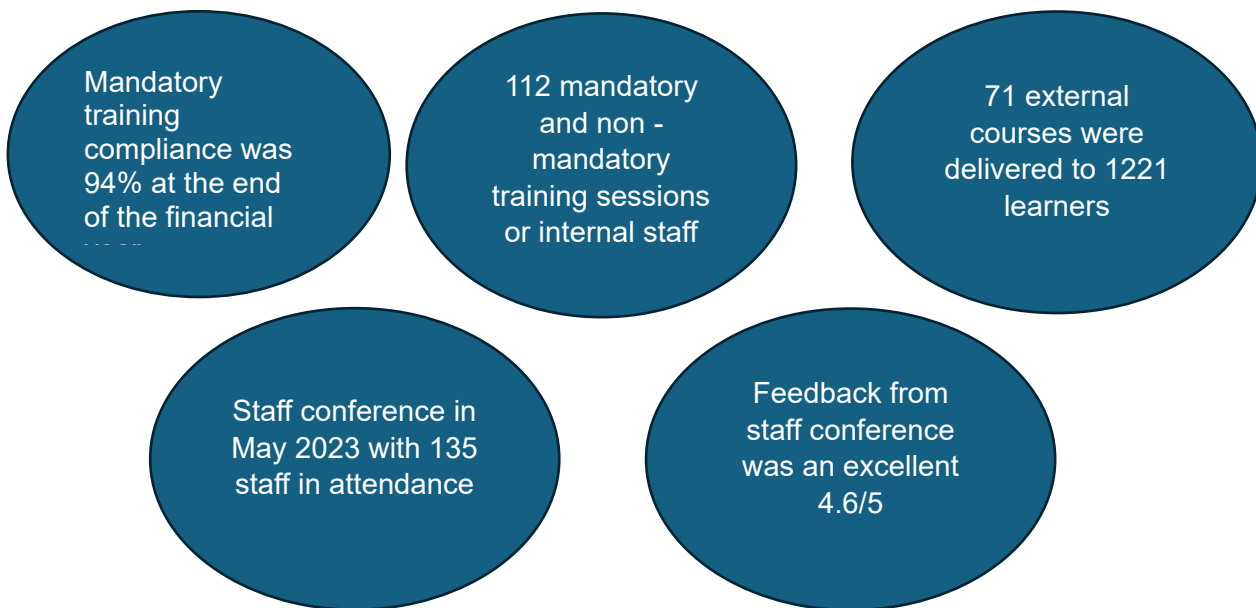 Mandatory
training
compliance was
94% at the end
of the financial
112 mandatory
and non -
mandatory
training sessions
or internal staff
71 external
courses were
delivered to 1221
learners
Staff conference in
May 2023 with 135
staff in attendance
Feedback from
staff conference
was an excellent
4.6/5